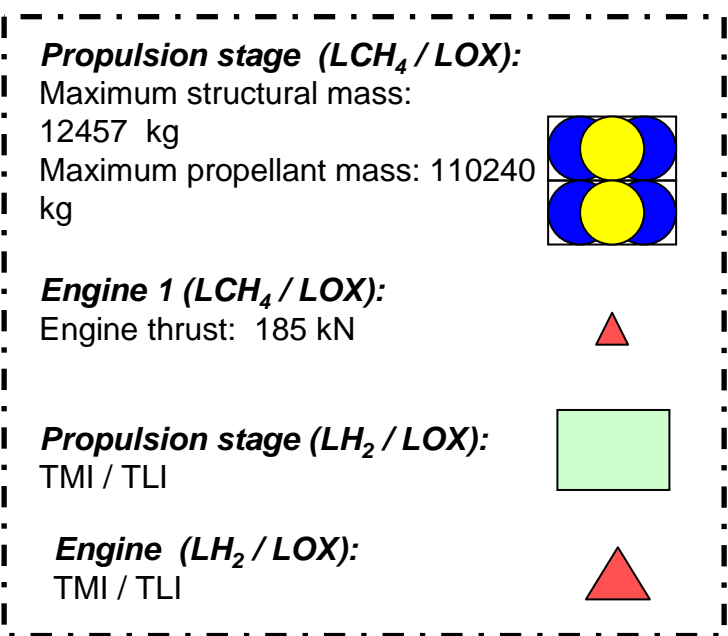 Propulsion stage (LCH₄ / LOX):
Maximum structural mass:
12457 kg
Maximum propellant mass: 110240
kg
Engine 1 (LCH₄ / LOX):
Engine thrust: 185 kN
Propulsion stage (LH₂ / LOX):
TMI / TLI
Engine (LH₂ / LOX):
TMI / TLI